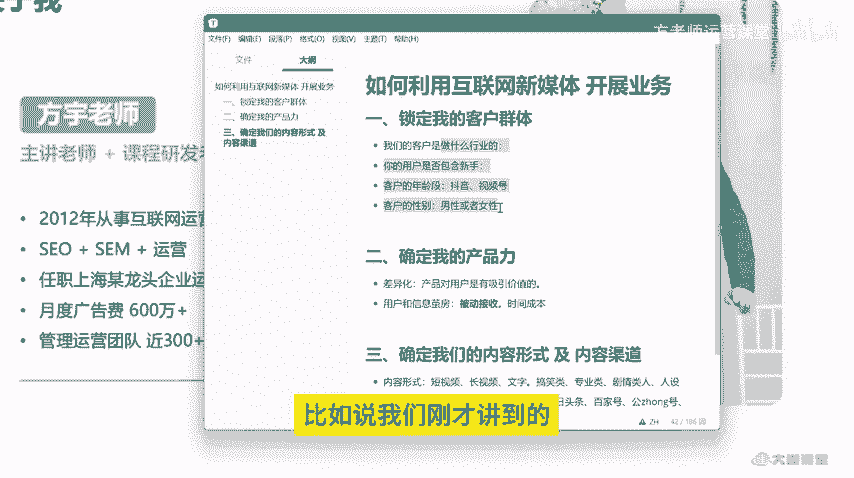 于我
方老师运营课堂
文件(F) 编辑(E) 段落(P) 格式(O) 视图(V) 主题(T) 帮助(H)
文件 大纲
如何利用互联网新媒体 开展业务
一、锁定我的客户群体
二、确定我的产品力
三、确定我们的内容形式 及
内容渠道
如何利用互联网新媒体 开展业务
一、锁定我的客户群体
• 我们的客户是做什么行业的：
• 你的用户是否包含新手：
• 客户的年龄段：抖音、视频号
• 客户的性别：男性或者女性
二、确定我的产品力
• 差异化：产品对用户是有吸引价值的。
• 用户和信息茧房：被动接收。时间成本
三、确定我们的内容形式 及 内容渠道
• 内容形式：短视频、长视频、文字。搞笑类、专业类、剧情类人、人设
日头条、百家号、公zhong号、
ZH
方宇老师
主讲老师 + 课程研发
• 2012年从事互联网运营
• SEO + SEM + 运营
• 任职上海某龙头企业运
• 月度广告费 600万+
• 管理运营团队 近300+
比如说我们刚才讲到的